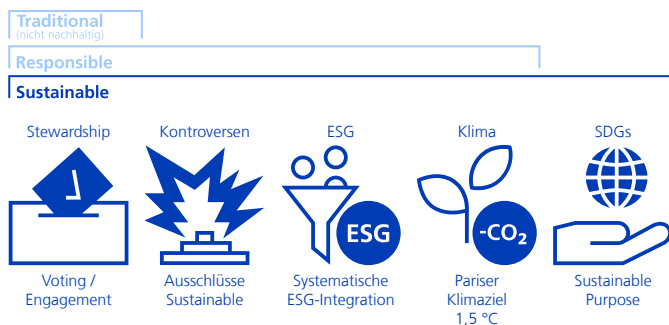 Traditional
(nicht nachhaltig)
Responsible
Sustainable
Stewardship
Kontroversen
ESG
Klima
SDGs
ESG
-CO₂
Voting /
Engagement
Ausschlüsse
Sustainable
Systematische
ESG-Integration
Pariser
Klimaziel
1,5 °C
Sustainable
Purpose